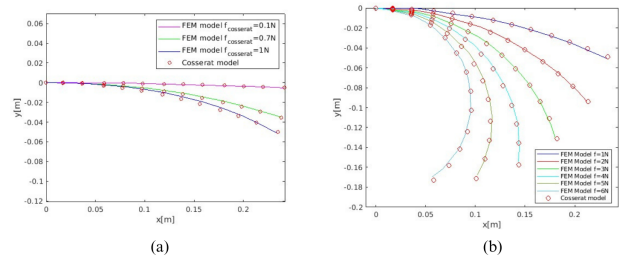 0.06
0.04
0.02
0
-0.02
-0.04
-0.06
-0.08
-0.1
-0.12
y[m]
0 0.05 0.1 0.15 0.2
x[m]
FEM model fcosserat=0.1N
FEM model fcosserat=0.7N
FEM model fcosserat=1N
Cosserat model
(a)
0
-0.02
-0.04
-0.06
-0.08
-0.1
-0.12
-0.14
-0.16
-0.18
-0.2
y[m]
0 0.05 0.1 0.15 0.2
x[m]
FEM Model f=1N
FEM Model f=2N
FEM Model f=3N
FEM Model f=4N
FEM Model f=5N
FEM Model f=6N
Cosserat model
(b)